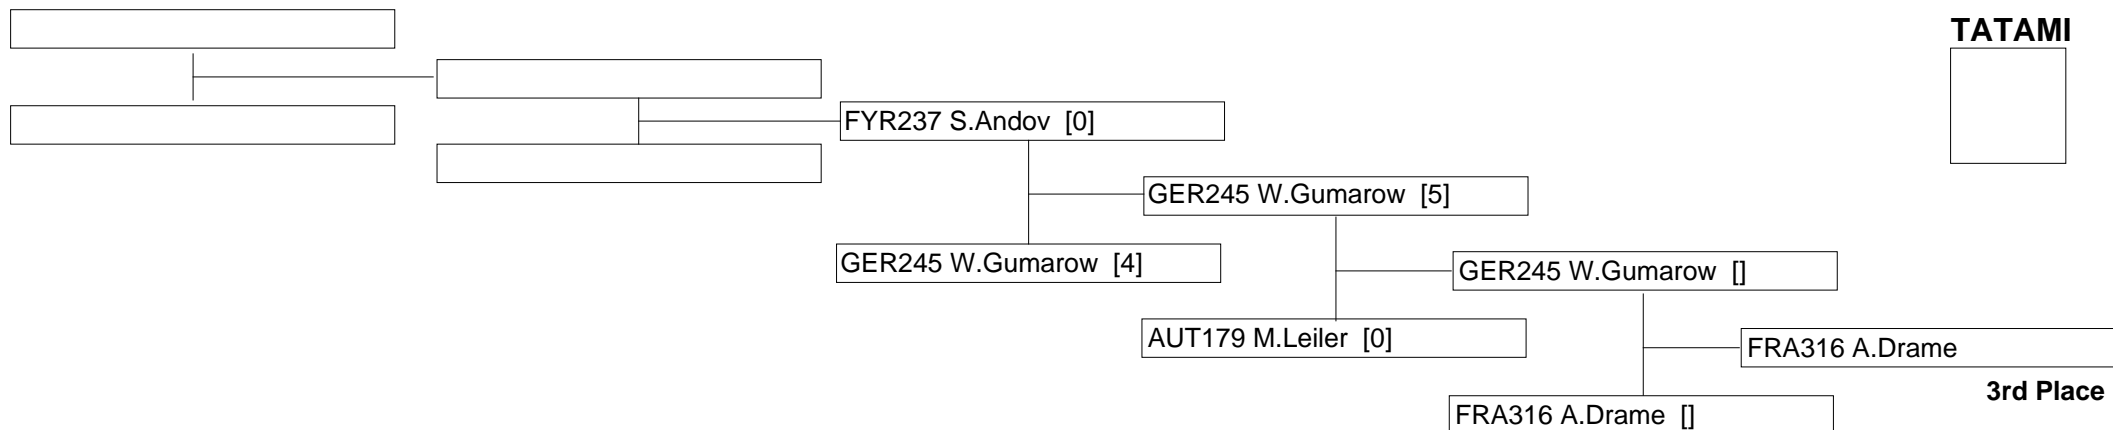 TATAMI
FYR237 S.Andov [0]
GER245 W.Gumarow [5]
GER245 W.Gumarow [4]
GER245 W.Gumarow []
AUT179 M.Leiler [0]
FRA316 A.Drame
3rd Place
FRA316 A.Drame []